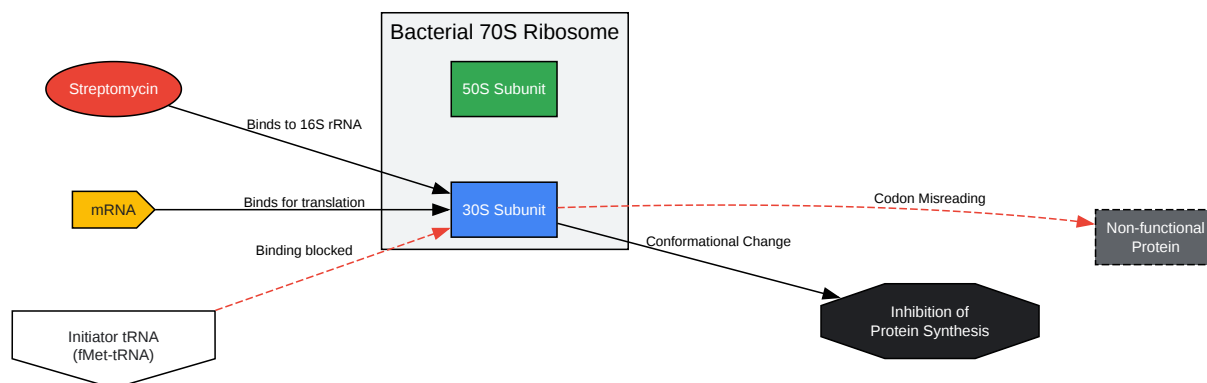 Bacterial 70S Ribosome
Streptomycin
50S Subunit
Binds to 16S rRNA
mRNA
Binds for translation
30S Subunit
Codon Misreading
Non-functional
Protein
Binding blocked
Conformational Change
Initiator tRNA
(fMet-tRNA)
Inhibition of
Protein Synthesis